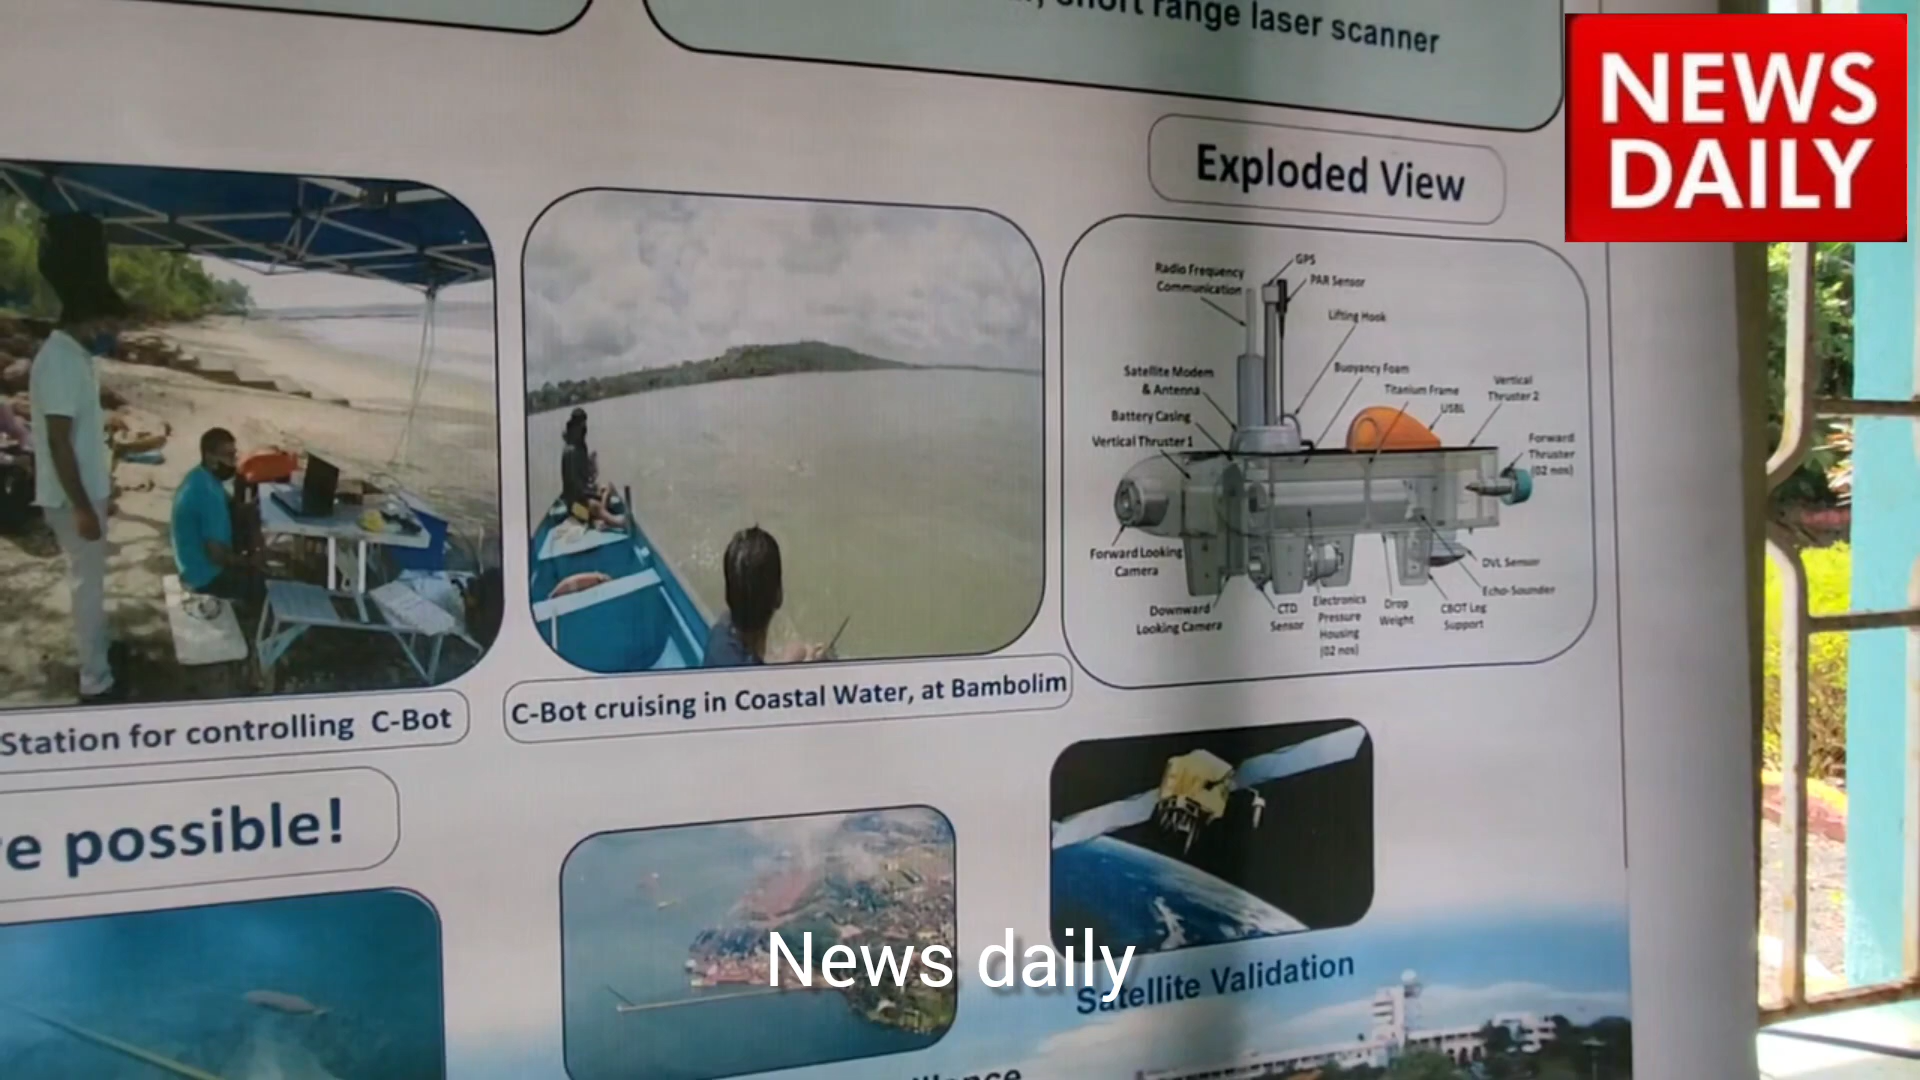 short range laser scanner
NEWS
DAILY
Exploded View
GPS
Radio Frequency
Communication
PAR Sensor
Lifting Hook
Satellite Modem
& Antenna
Buoyancy Foam
Titanium Frame
Vertical
Thruster 2
USBL
Battery Casing
Vertical Thruster 1
Forward
Thruster
(02 nos)
Forward Looking
Camera
DVL Sensor
Echo-Sounder
Downward
Looking Camera
CTD
Sensor
Electronics
Pressure
Housing
(02 nos)
Drop
Weight
CBOT Leg
Support
Station for controlling C-Bot
C-Bot cruising in Coastal Water, at Bambolim
re possible!
News daily
Satellite Validation